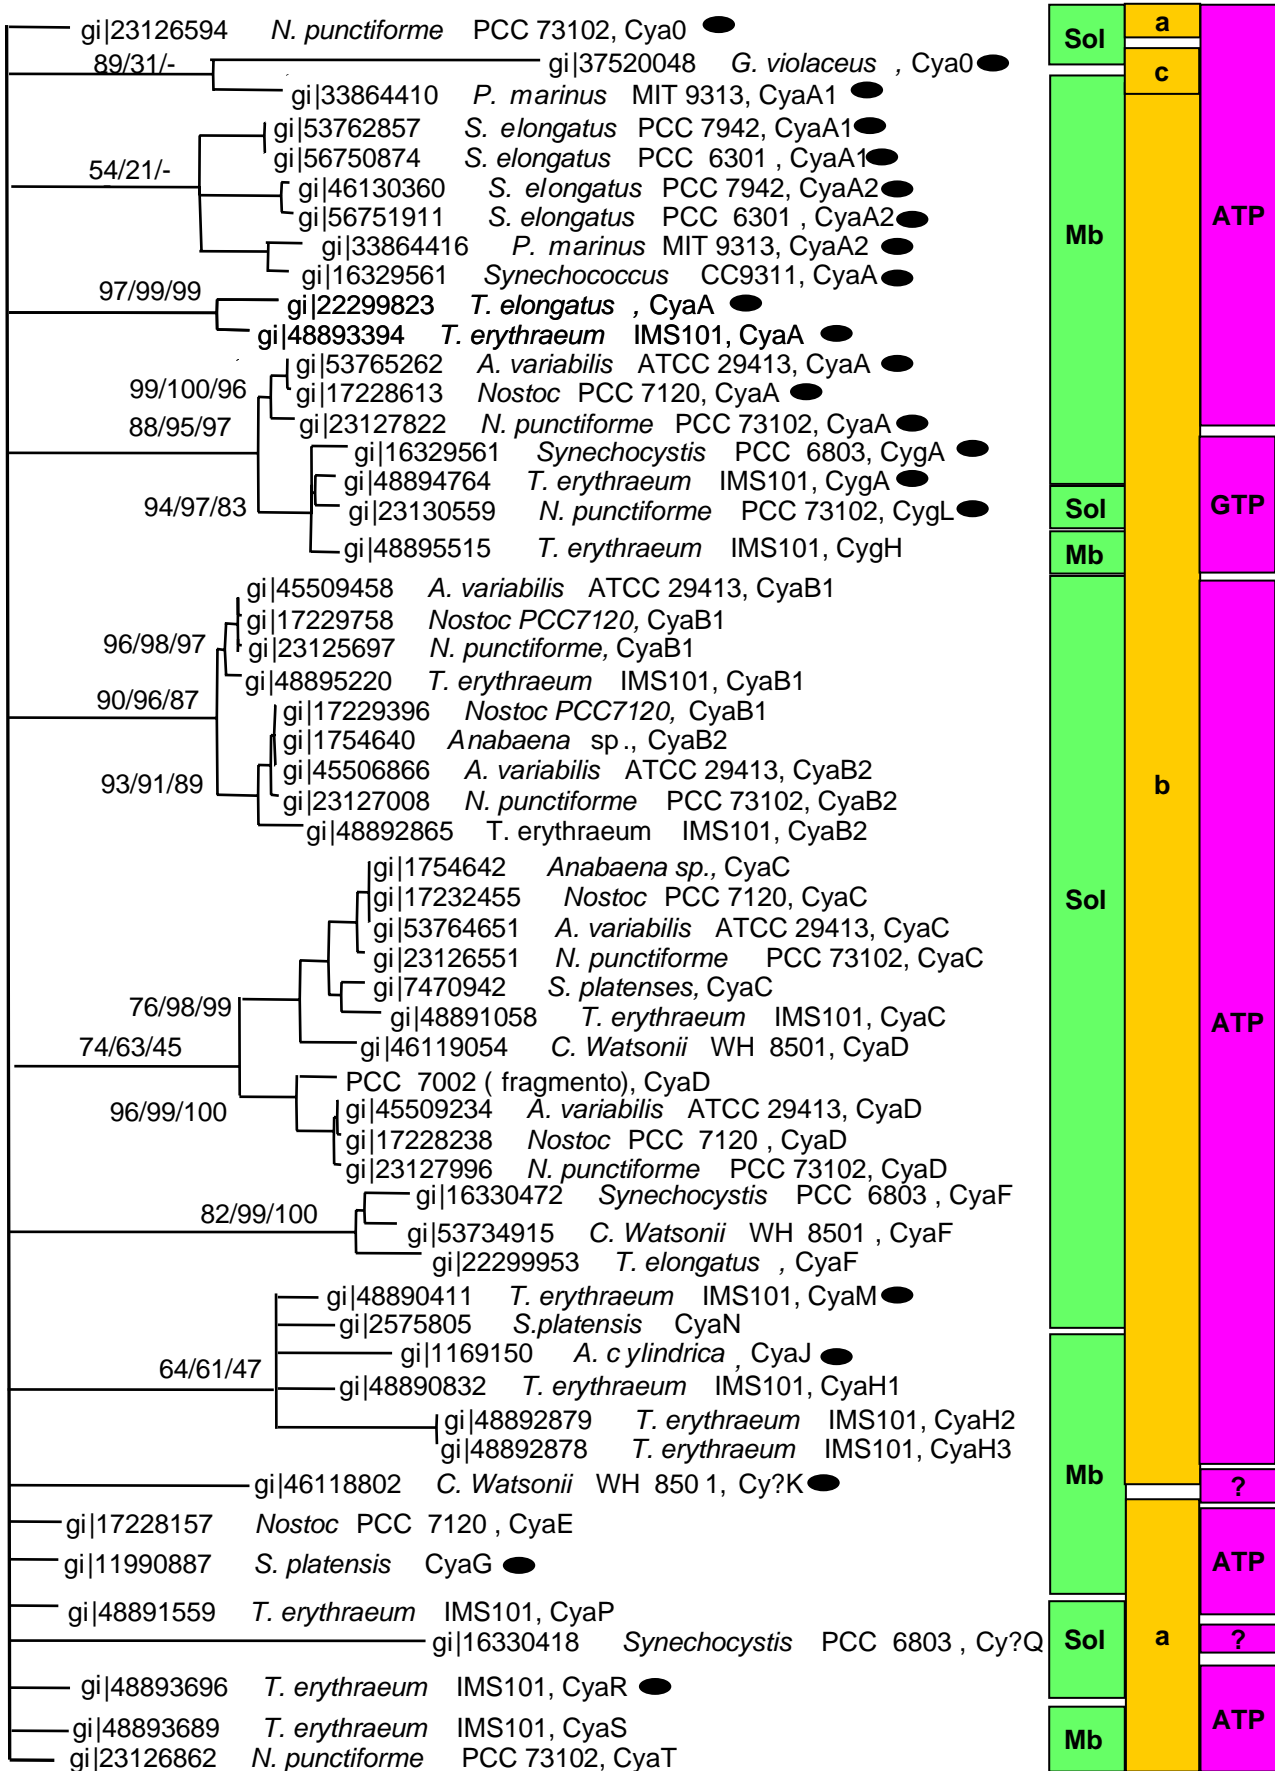 gi|23126594 N. punctiforme PCC 73102, Cya0
89/31/-
gi|37520048 G. violaceus , Cya0
gi|33864410 P. marinus MIT 9313, CyaA1
gi|53762857 S. elongatus PCC 7942, CyaA1
gi|56750874 S. elongatus PCC 6301 , CyaA1
54/21/-
gi|46130360 S. elongatus PCC 7942, CyaA2
gi|56751911 S. elongatus PCC 6301 , CyaA2
gi|33864416 P. marinus MIT 9313, CyaA2
gi|16329561 Synechococcus CC9311, CyaA
97/99/99
gi|22299823 T. elongatus , CyaA
gi|48893394 T. erythraeum IMS101, CyaA
gi|53765262 A. variabilis ATCC 29413, CyaA
99/100/96
gi|17228613 Nostoc PCC 7120, CyaA
88/95/97
gi|23127822 N. punctiforme PCC 73102, CyaA
gi|16329561 Synechocystis PCC 6803, CygA
gi|48894764 T. erythraeum IMS101, CygA
94/97/83
gi|23130559 N. punctiforme PCC 73102, CygL
gi|48895515 T. erythraeum IMS101, CygH
gi|45509458 A. variabilis ATCC 29413, CyaB1
gi|17229758 Nostoc PCC7120, CyaB1
96/98/97
gi|23125697 N. punctiforme, CyaB1
gi|48895220 T. erythraeum IMS101, CyaB1
90/96/87
gi|17229396 Nostoc PCC7120, CyaB1
gi|1754640 Anabaena sp., CyaB2
gi|45506866 A. variabilis ATCC 29413, CyaB2
93/91/89
gi|23127008 N. punctiforme PCC 73102, CyaB2
gi|48892865 T. erythraeum IMS101, CyaB2
gi|1754642 Anabaena sp., CyaC
gi|17232455 Nostoc PCC 7120, CyaC
gi|53764651 A. variabilis ATCC 29413, CyaC
gi|23126551 N. punctiforme PCC 73102, CyaC
gi|7470942 S. platenses, CyaC
76/98/99
gi|48891058 T. erythraeum IMS101, CyaC
74/63/45
gi|46119054 C. Watsonii WH 8501, CyaD
PCC 7002 ( fragmento), CyaD
96/99/100
gi|45509234 A. variabilis ATCC 29413, CyaD
gi|17228238 Nostoc PCC 7120 , CyaD
gi|23127996 N. punctiforme PCC 73102, CyaD
gi|16330472 Synechocystis PCC 6803 , CyaF
82/99/100
gi|53734915 C. Watsonii WH 8501 , CyaF
gi|22299953 T. elongatus , CyaF
gi|48890411 T. erythraeum IMS101, CyaM
gi|2575805 S.platensis CyaN
gi|1169150 A. cylindrica , CyaJ
64/61/47
gi|48890832 T. erythraeum IMS101, CyaH1
gi|48892879 T. erythraeum IMS101, CyaH2
gi|48892878 T. erythraeum IMS101, CyaH3
gi|46118802 C. Watsonii WH 850 1, Cy?K
gi|17228157 Nostoc PCC 7120 , CyaE
gi|11990887 S. platensis CyaG
gi|48891559 T. erythraeum IMS101, CyaP
gi|16330418 Synechocystis PCC 6803 , Cy?Q
gi|48893696 T. erythraeum IMS101, CyaR
gi|48893689 T. erythraeum IMS101, CyaS
gi|23126862 N. punctiforme PCC 73102, CyaT
Sol
Mb
Sol
Mb
Sol
Mb
Sol
Mb
a
c
b
a
ATP
GTP
ATP
?
ATP
?
ATP